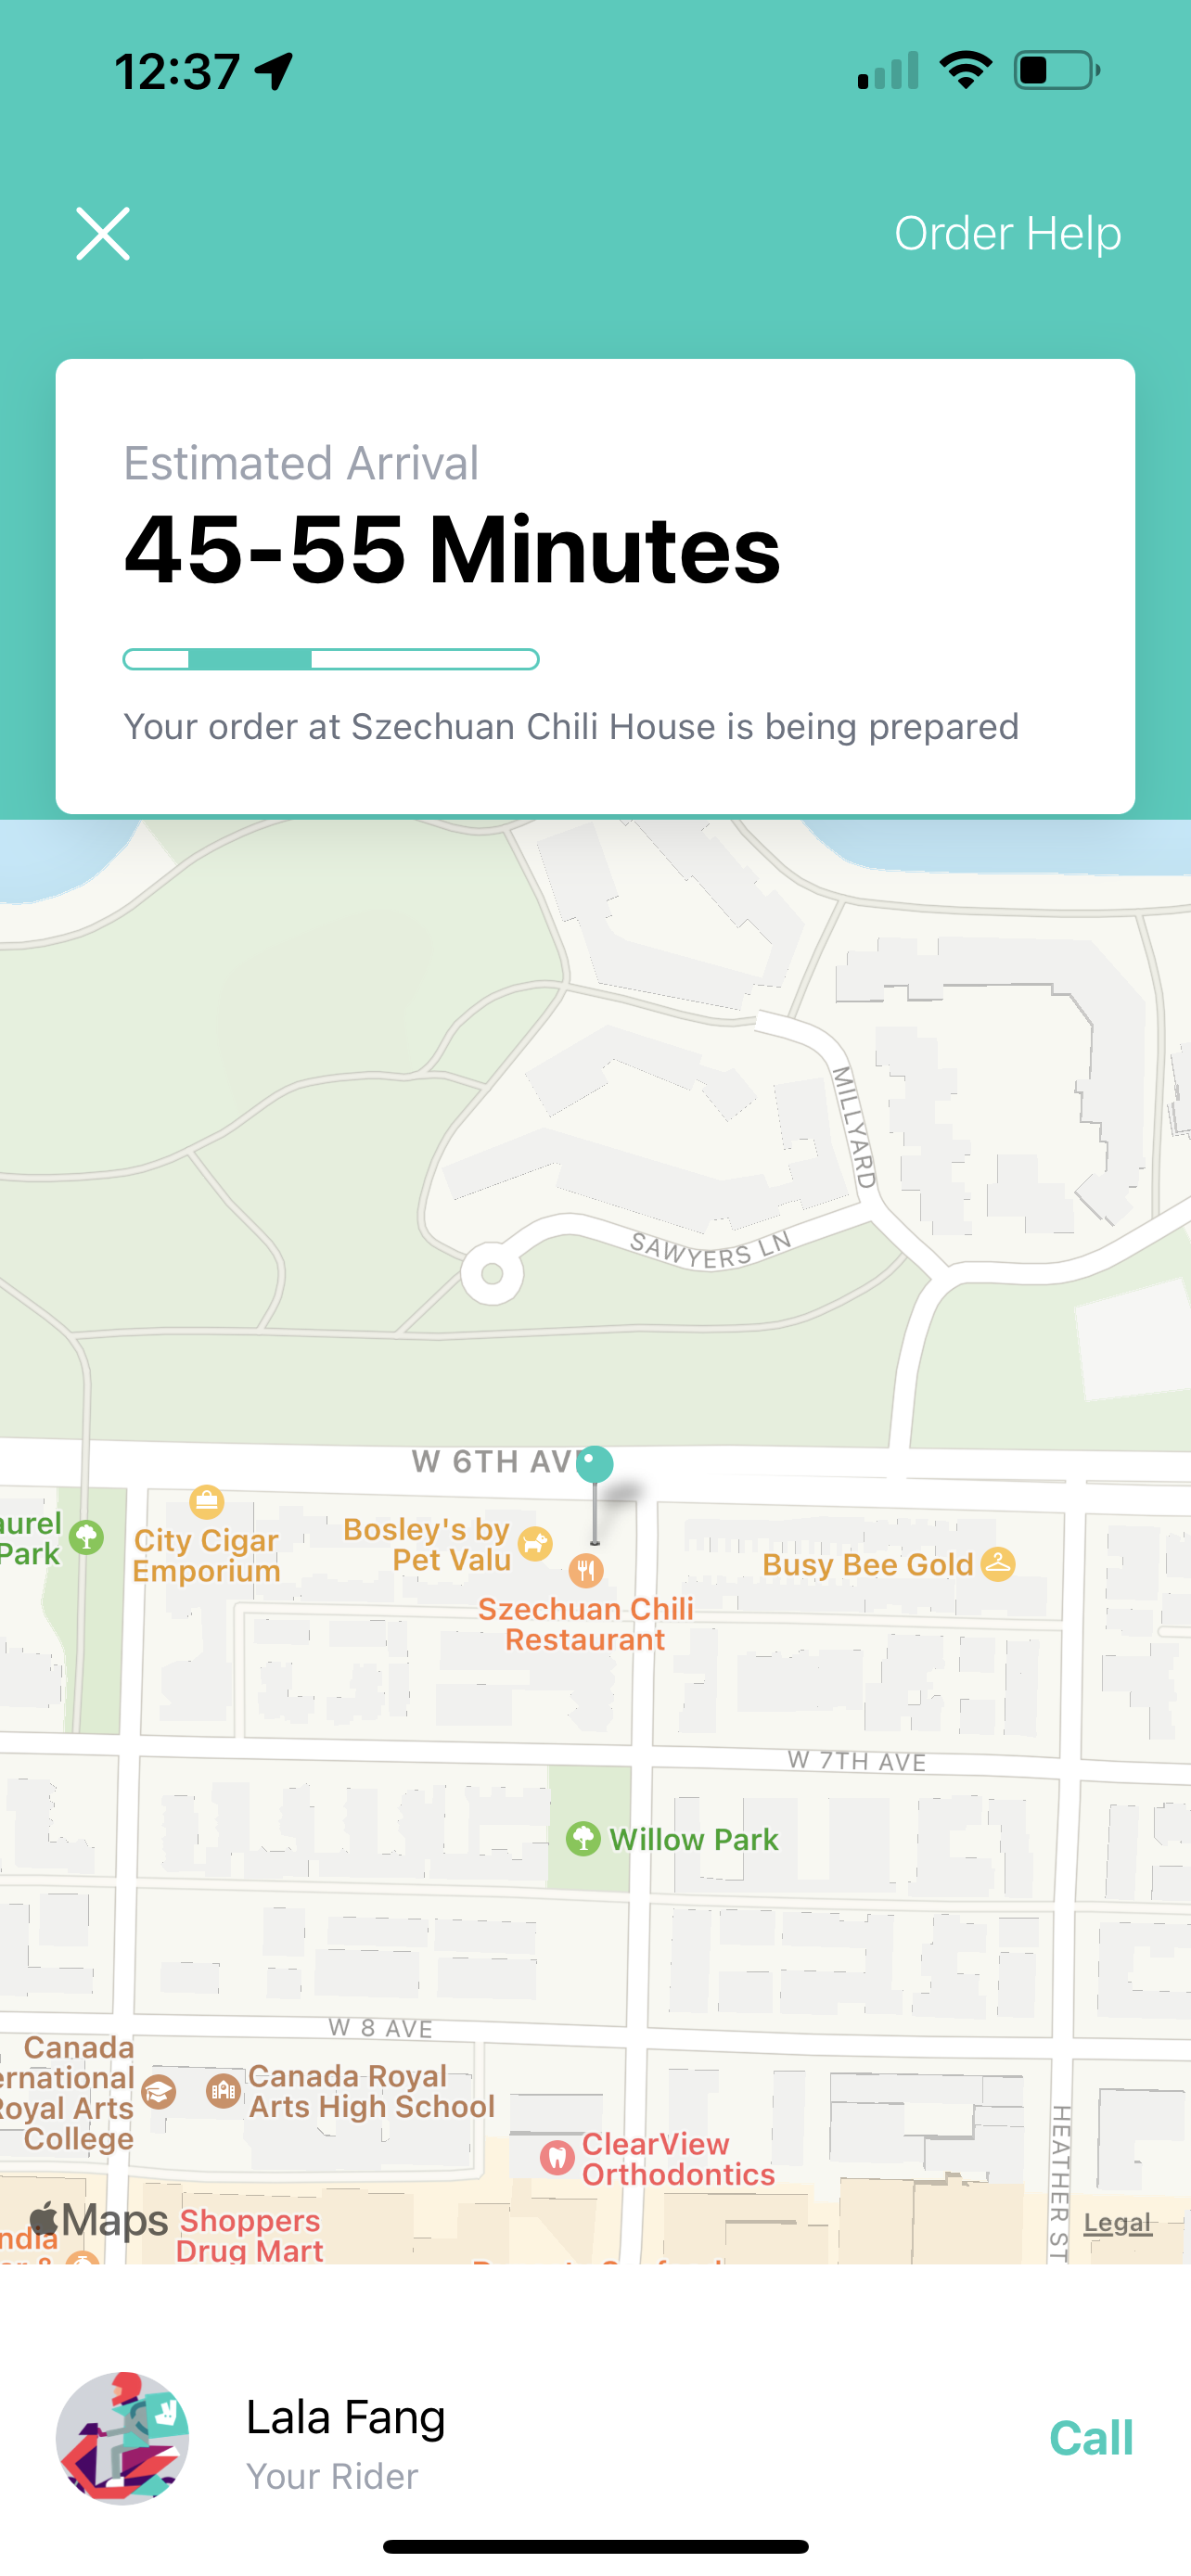 12:37
Order Help
Estimated Arrival
45-55 Minutes
Your order at Szechuan Chili House is being prepared
MILLYARD
SAWYERS LN
W 6TH AV
aurel
Park
City Cigar
Emporium
Bosley's by
Pet Valu
Busy Bee Gold
Szechuan Chili
Restaurant
W 7TH AVE
Willow Park
W 8 AVE
Canada
ernational
Royal Arts
College
Canada Royal
Arts High School
ClearView
Orthodontics
HEATHER ST
Maps
Shoppers
Drug Mart
Legal
ndia
Lala Fang
Your Rider
Call